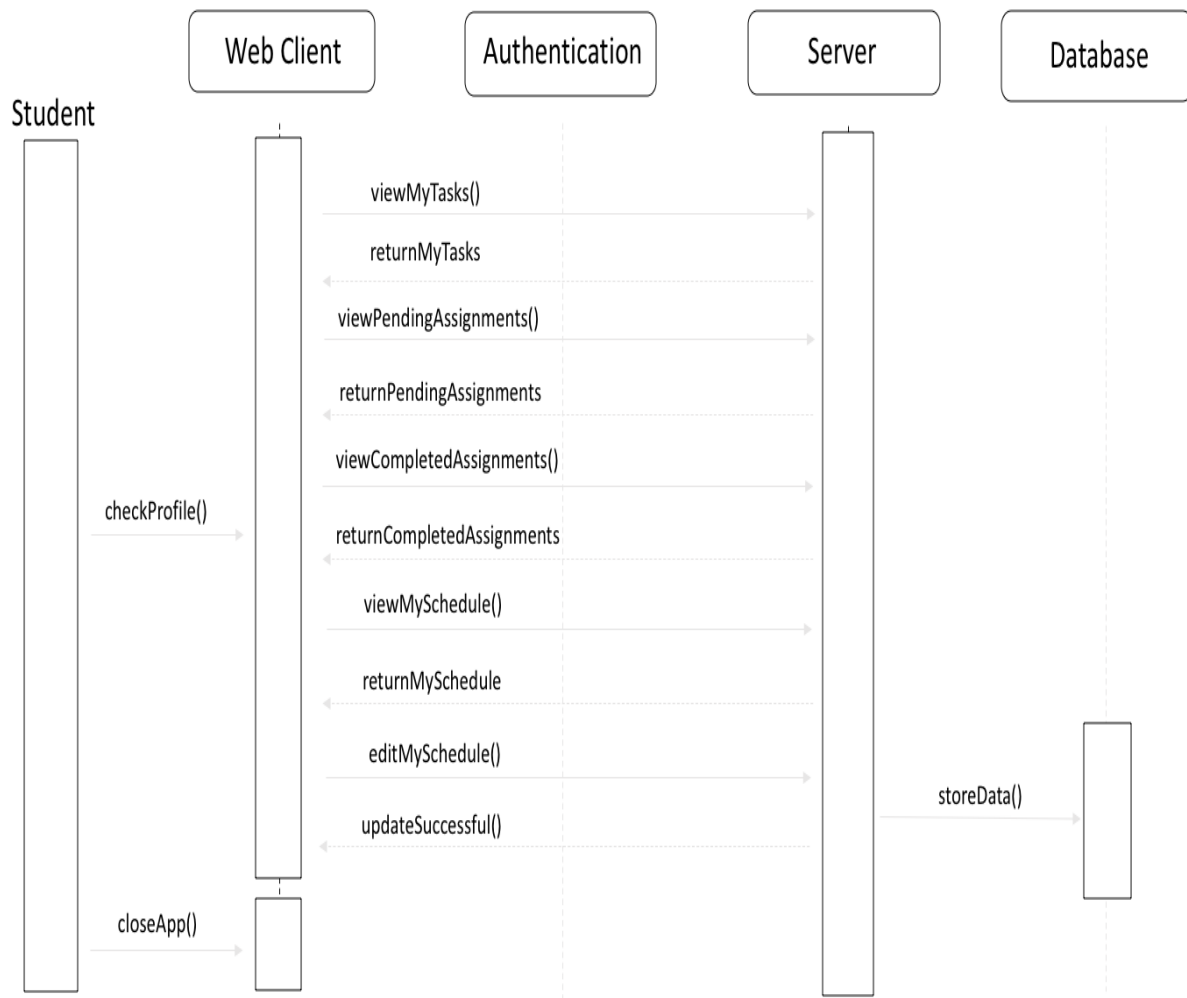 Web Client
Authentication
Server
Database
Student
viewMyTasks()
returnMyTasks
viewPendingAssignments()
returnPendingAssignments
viewCompletedAssignments()
checkProfile()
returnCompletedAssignments
viewMySchedule()
returnMySchedule
editMySchedule()
storeData()
updateSuccessful()
closeApp()